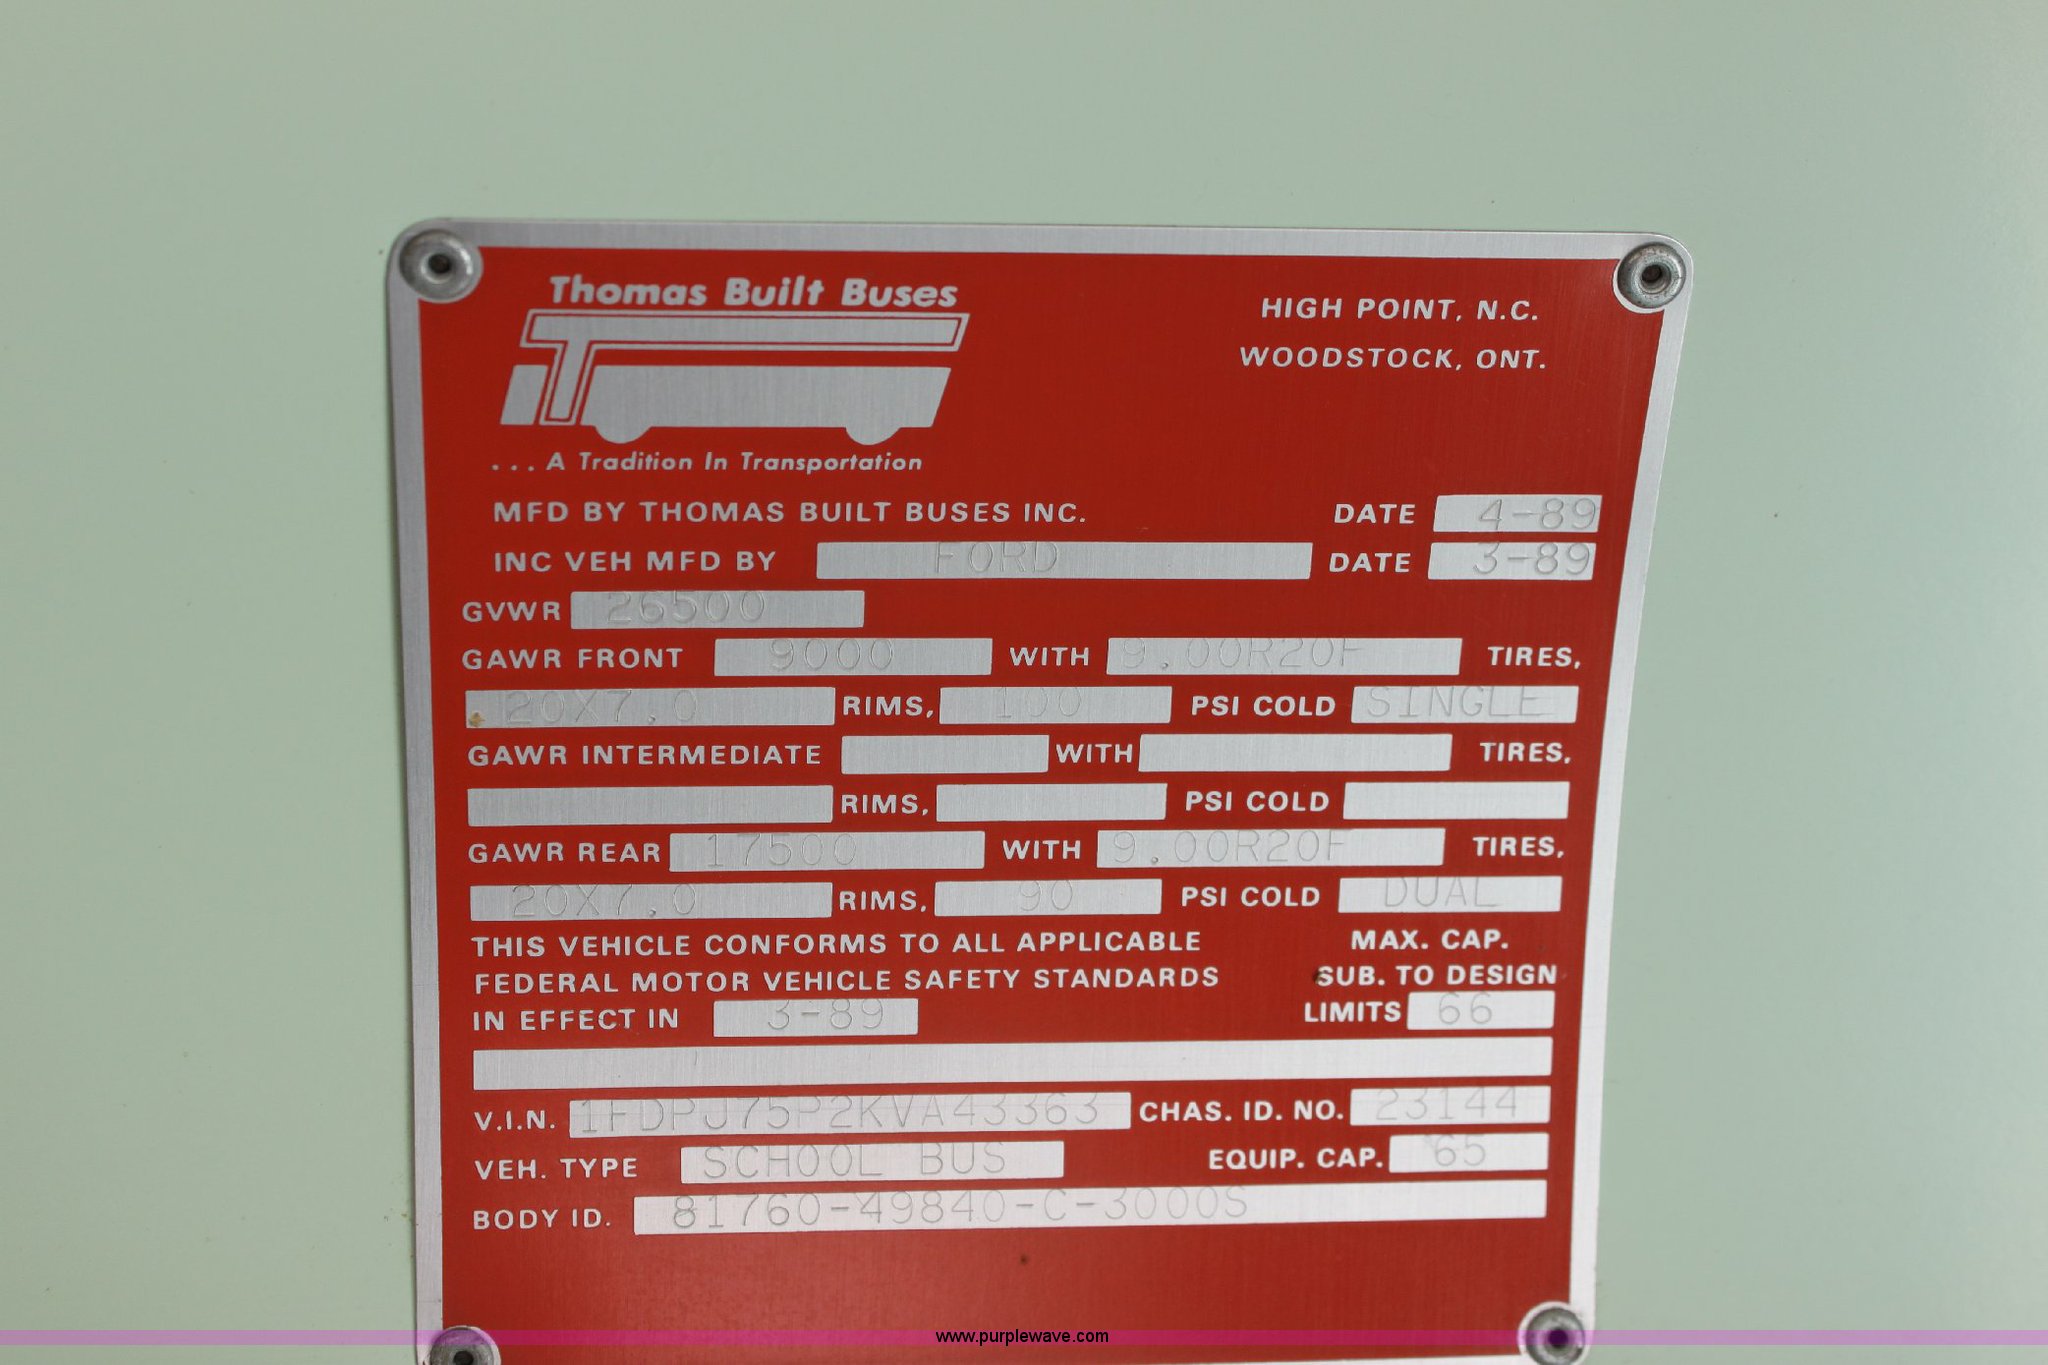 Thomas Built Buses
HIGH POINT, N.C.
WOODSTOCK, ONT.
...A Tradition In Transportation
MFD BY THOMAS BUILT BUSES INC. DATE 4-89
INC VEH MFD BY FORD DATE 3-89
GVWR 26500
GAWR FRONT 9000 WITH 9.00R20F TIRES,
20X7.0 RIMS, 100 PSI COLD SINGLE
GAWR INTERMEDIATE WITH TIRES,
RIMS, PSI COLD
GAWR REAR 17500 WITH 9.00R20F TIRES,
20X7.0 RIMS, 90 PSI COLD DUAL
THIS VEHICLE CONFORMS TO ALL APPLICABLE MAX. CAP.
FEDERAL MOTOR VEHICLE SAFETY STANDARDS SUB. TO DESIGN
IN EFFECT IN 3-89 LIMITS 66
V.I.N. 1FDPJ75P2KVA43363 CHAS. ID. NO. 23144
VEH. TYPE SCHOOL BUS EQUIP. CAP. 65
BODY ID. 81760-49840-C-3000S
www.purplewave.com